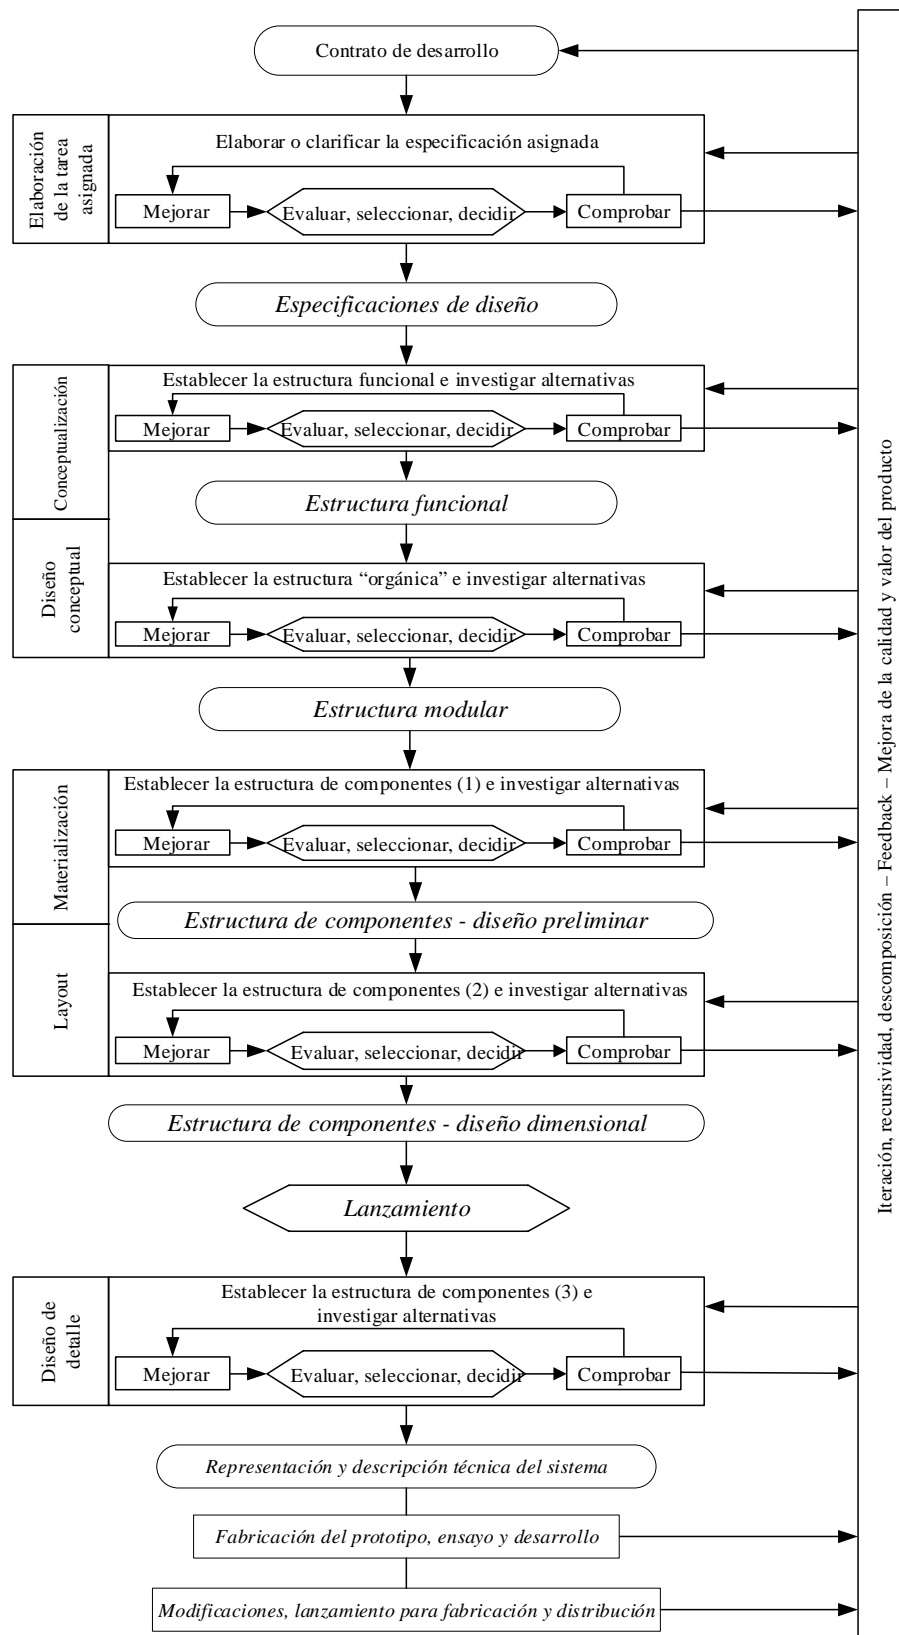 Contrato de desarrollo
Elaboración
de la tarea
asignada
Elaborar o clarificar la especificación asignada
Mejorar
Evaluar, seleccionar, decidir
Comprobar
Especificaciones de diseño
Conceptualización
Establecer la estructura funcional e investigar alternativas
Mejorar
Evaluar, seleccionar, decidir
Comprobar
Estructura funcional
Diseño
conceptual
Establecer la estructura “orgánica” e investigar alternativas
Mejorar
Evaluar, seleccionar, decidir
Comprobar
Estructura modular
Materialización
Establecer la estructura de componentes (1) e investigar alternativas
Mejorar
Evaluar, seleccionar, decidir
Comprobar
Estructura de componentes - diseño preliminar
Layout
Establecer la estructura de componentes (2) e investigar alternativas
Mejorar
Evaluar, seleccionar, decidir
Comprobar
Estructura de componentes - diseño dimensional
Lanzamiento
Diseño de
detalle
Establecer la estructura de componentes (3) e
investigar alternativas
Mejorar
Evaluar, seleccionar, decidir
Comprobar
Representación y descripción técnica del sistema
Fabricación del prototipo, ensayo y desarrollo
Modificaciones, lanzamiento para fabricación y distribución
Iteración, recursividad, descomposición – Feedback – Mejora de la calidad y valor del producto